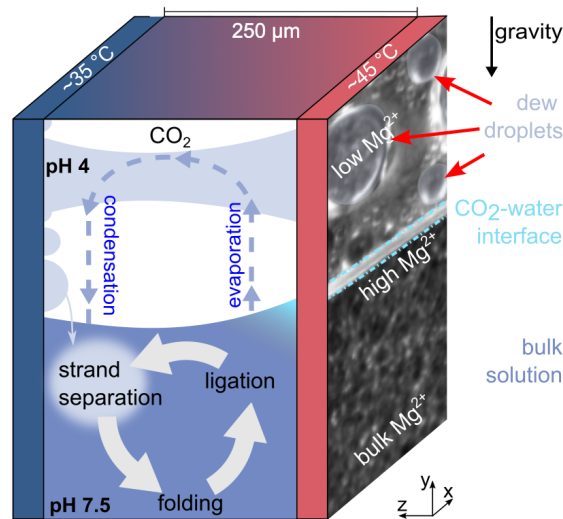 250 µm
gravity
~35 °C
~45 °C
CO₂
pH 4
low Mg²⁺
dew
droplets
condensation
evaporation
CO₂-water
interface
high Mg²⁺
strand
separation
ligation
bulk
solution
bulk Mg²⁺
folding
pH 7.5
y
x
z